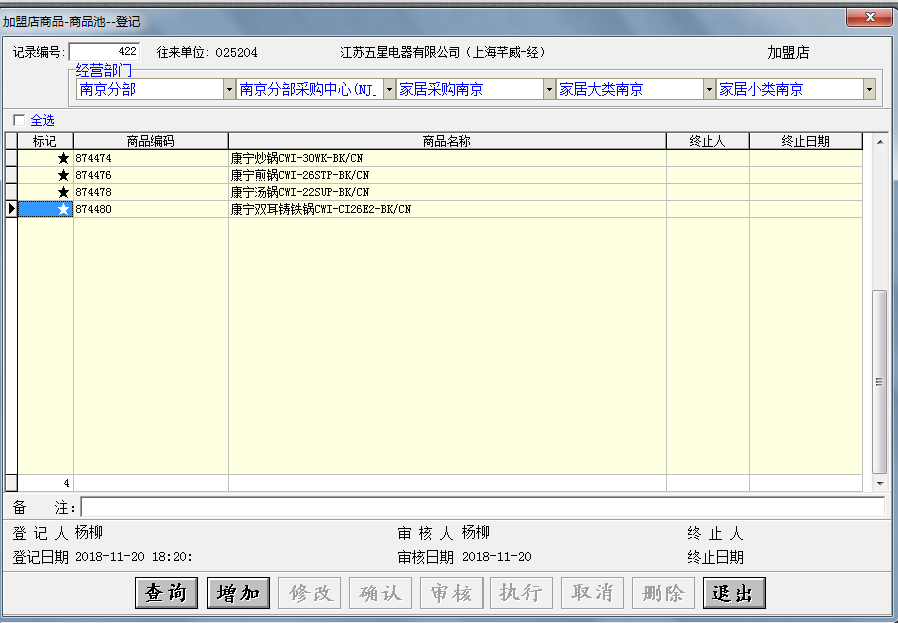 加盟店商品-商品池--登记
记录编号: 422 往来单位: 025204 江苏五星电器有限公司（上海芊威-经） 加盟店
经营部门
南京分部 南京分部采购中心(NJ_ 家居采购南京 家居大类南京 家居小类南京
全选
标记 商品编码 商品名称 终止人 终止日期
★ 874474 康宁炒锅CWI-30WK-BK/CN
★ 874476 康宁煎锅CWI-26STP-BK/CN
★ 874478 康宁汤锅CWI-22SUP-BK/CN
★ 874480 康宁双耳铸铁锅CWI-CI26E2-BK/CN
4
备 注:
登 记 人 杨柳 审 核 人 杨柳 终 止 人
登记日期 2018-11-20 18:20: 审核日期 2018-11-20 终止日期
查询 增加 修改 确认 审核 执行 取消 删除 退出